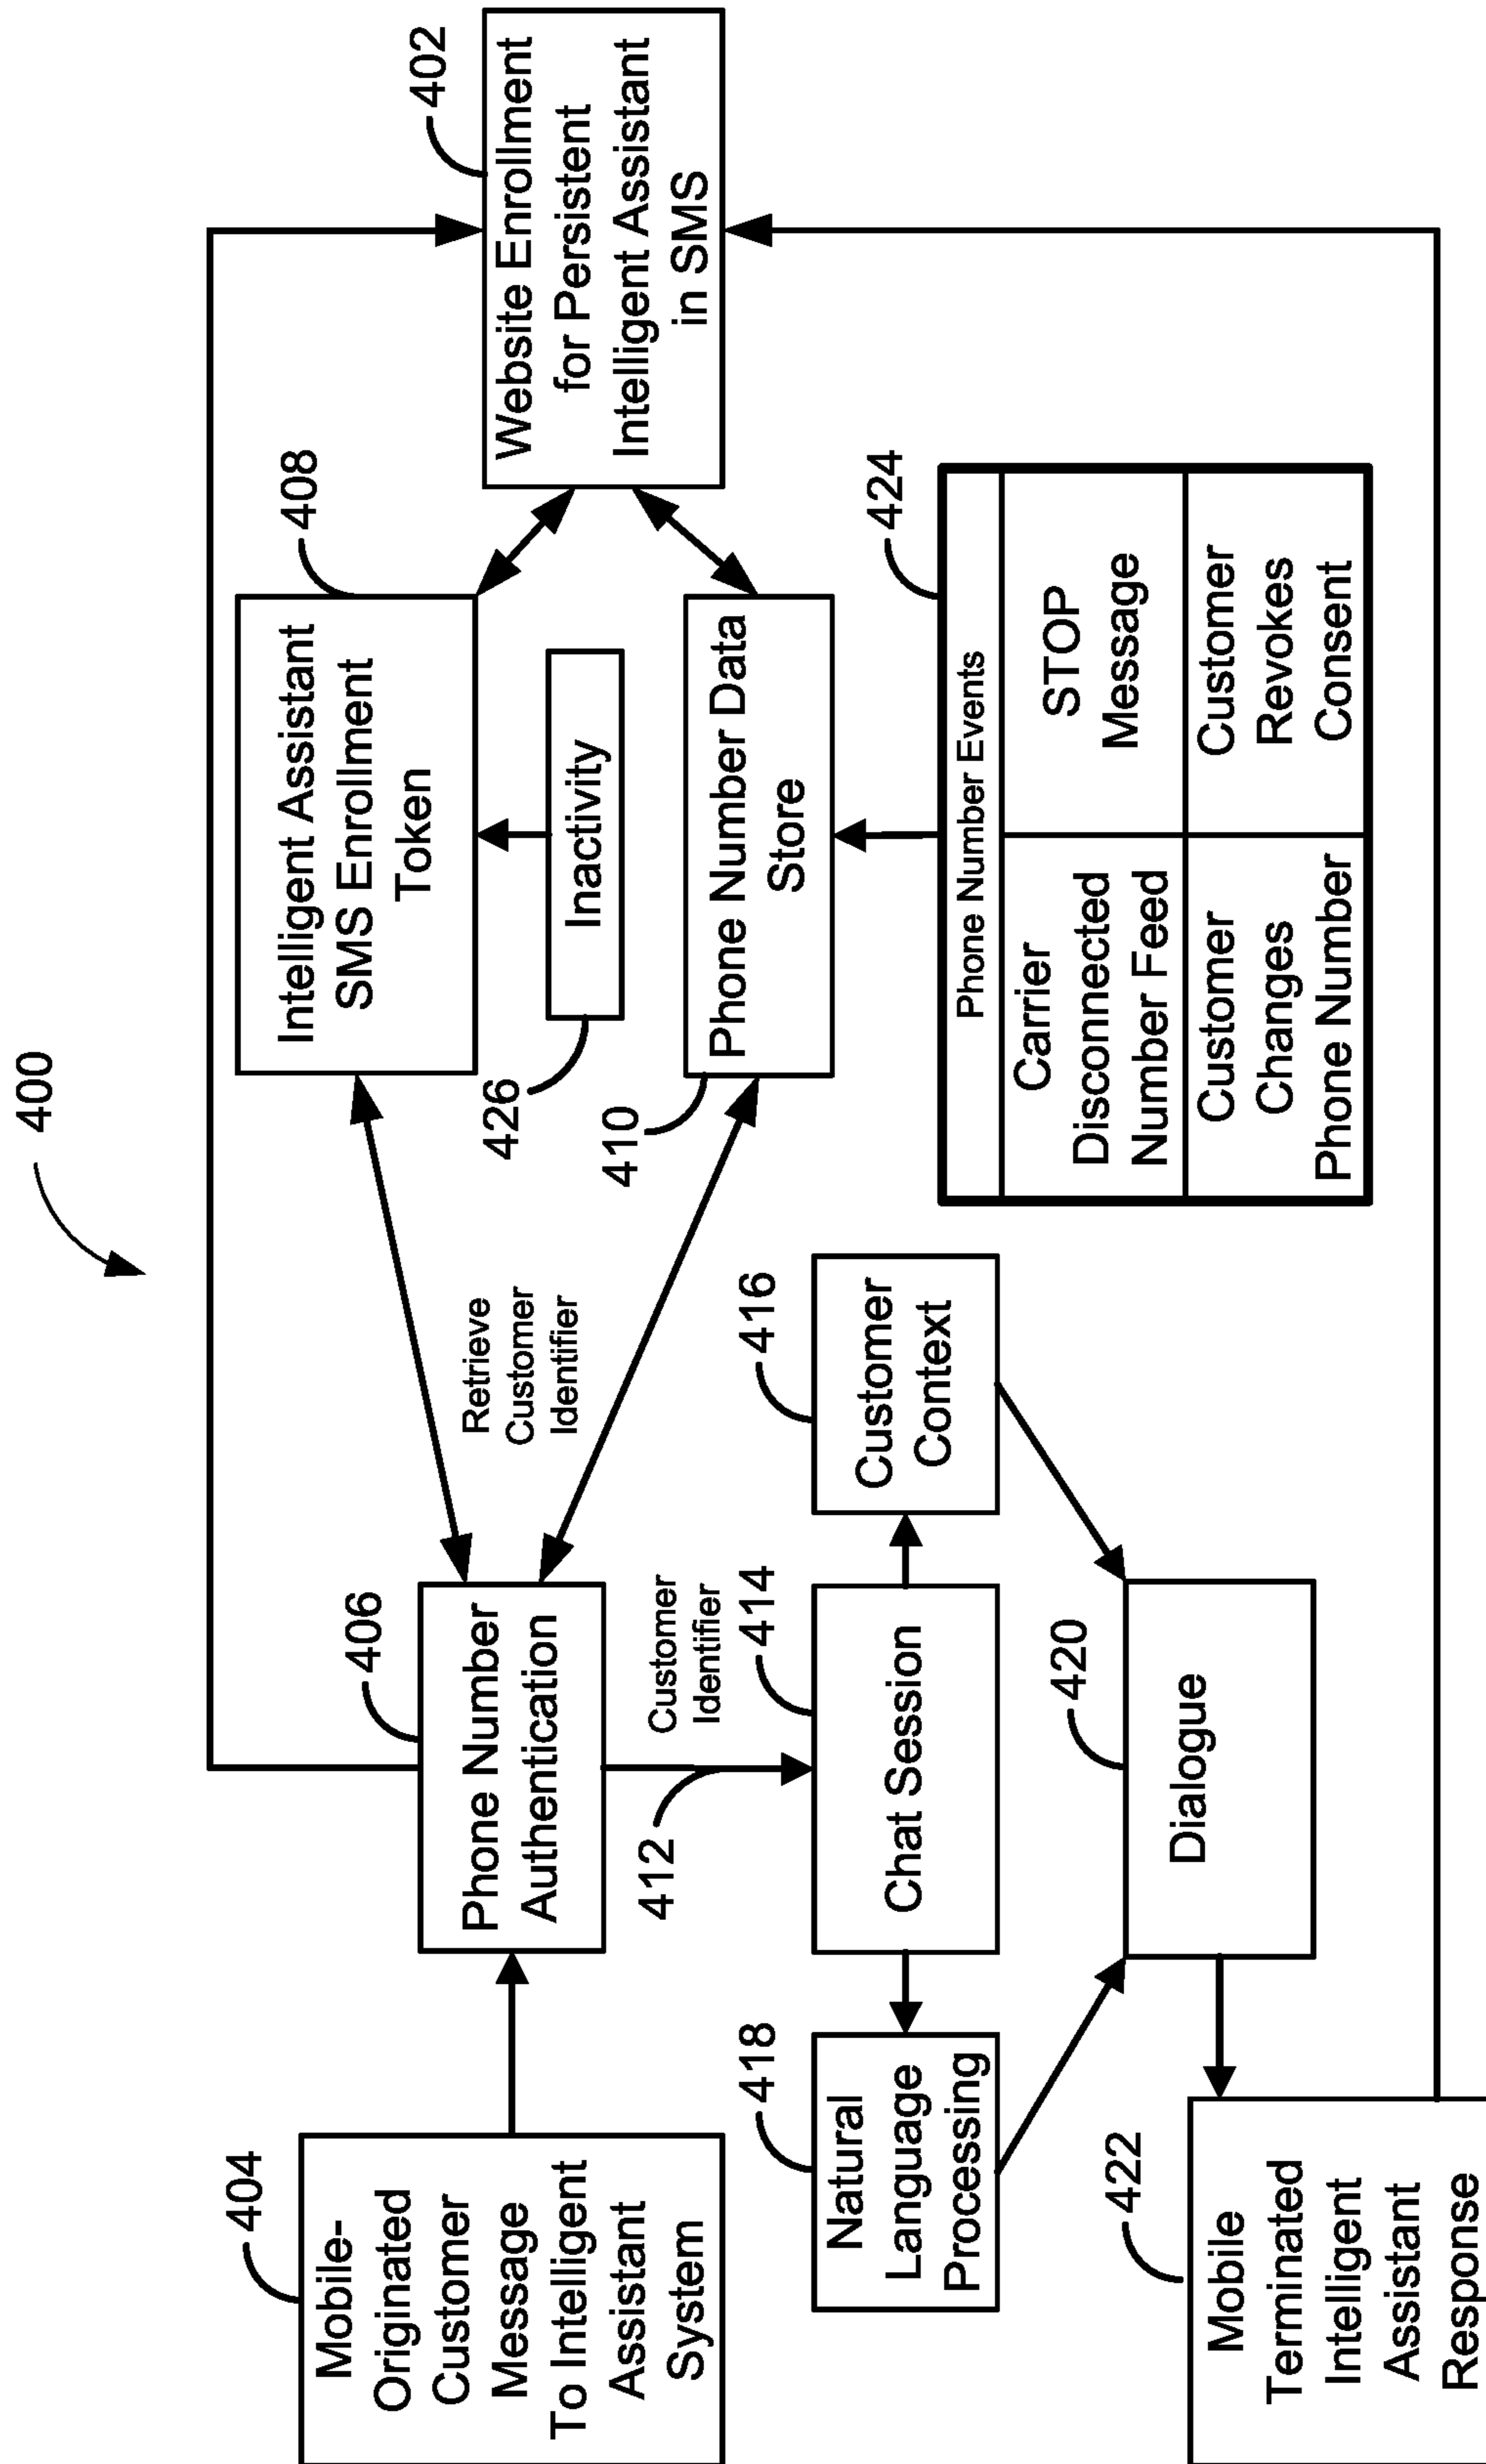 400
404
Mobile-
Originated
Customer
Message
To Intelligent
Assistant
System
406
Phone Number
Authentication
Retrieve
Customer
Identifier
408
Intelligent Assistant
SMS Enrollment
Token
426
Inactivity
410
Phone Number Data
Store
402
Website Enrollment
for Persistent
Intelligent Assistant
in SMS
412
Customer
Identifier
418
Natural
Language
Processing
414
Chat Session
416
Customer
Context
420
Dialogue
422
Mobile
Terminated
Intelligent
Assistant
Response
424
Phone Number Events
Carrier
Disconnected
Number Feed
STOP
Message
Customer
Changes
Phone Number
Customer
Revokes
Consent